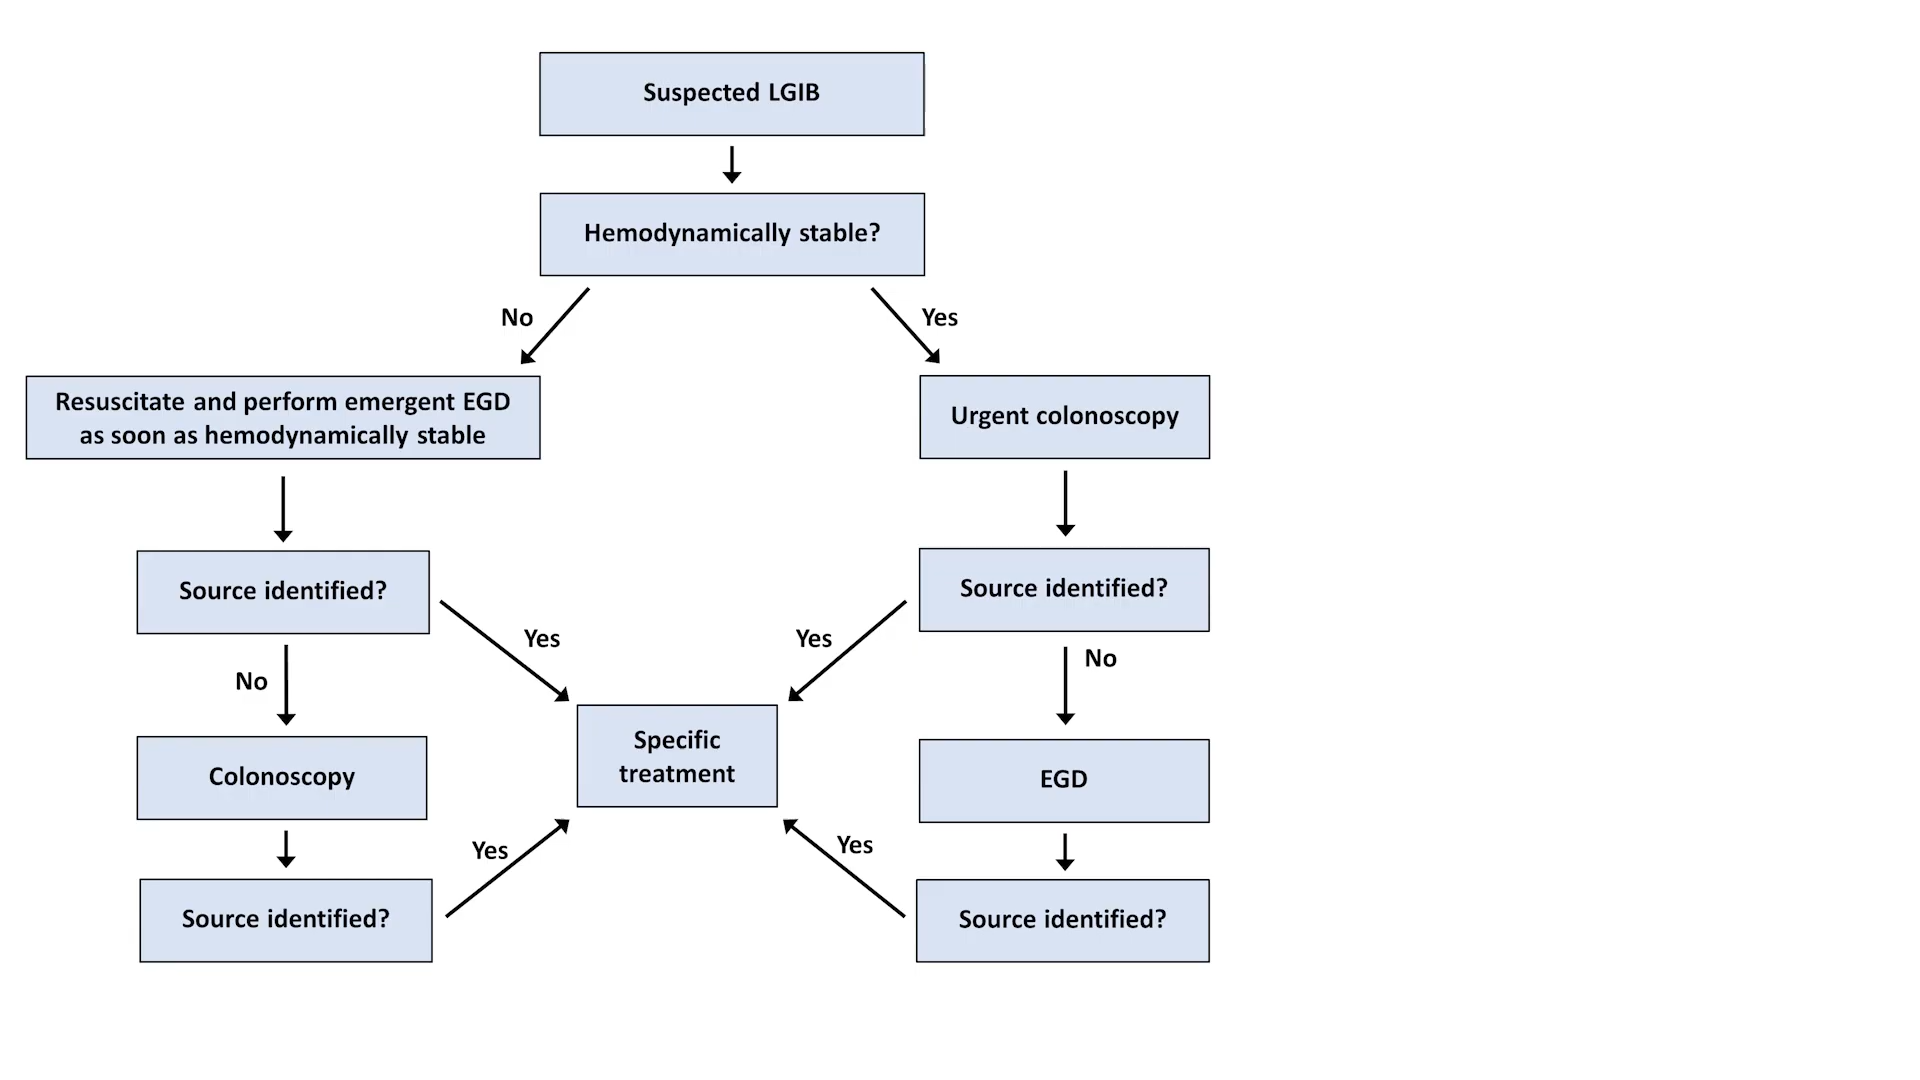 Suspected LGIB
Hemodynamically stable?
No
Yes
Resuscitate and perform emergent EGD
as soon as hemodynamically stable
Urgent colonoscopy
Source identified?
Source identified?
Yes
Yes
No
No
Specific
treatment
Colonoscopy
EGD
Yes
Yes
Source identified?
Source identified?